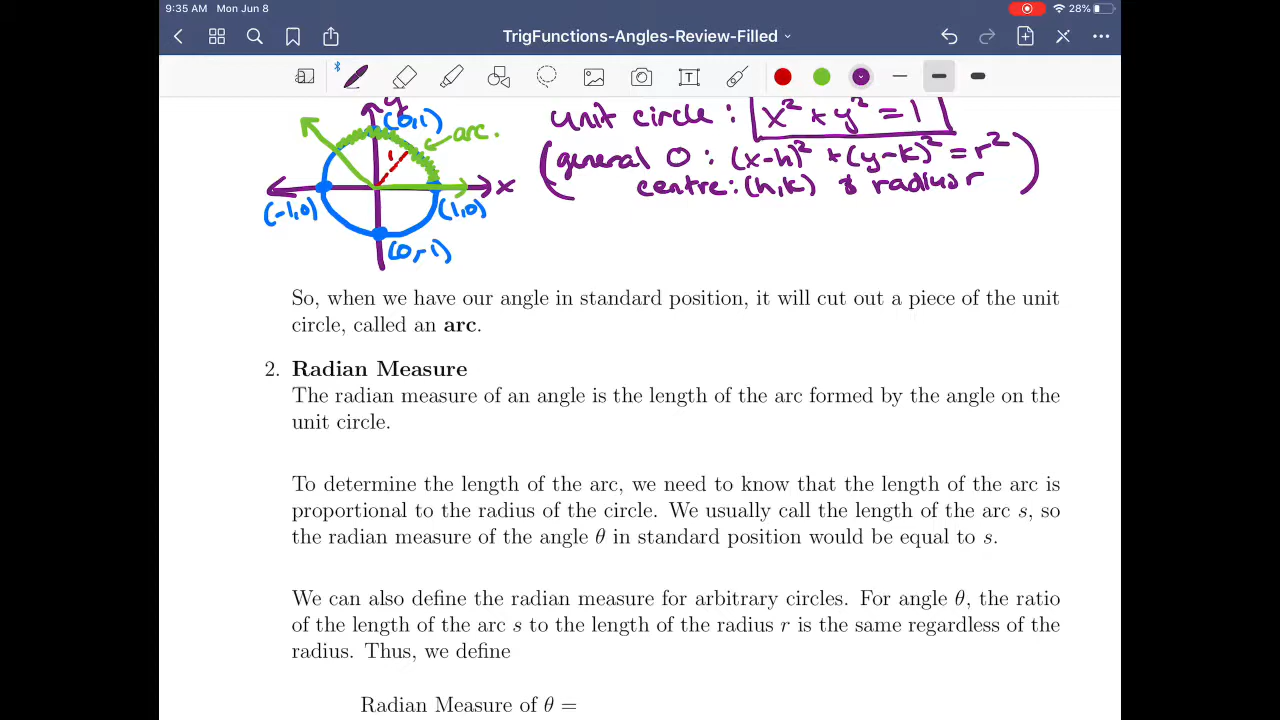 9:35 AM Mon Jun 8
28%
TrigFunctions-Angles-Review-Filled
T
y
(0,1)
arc.
1
x
(-1,0)
(1,0)
(0,-1)
unit circle : x² + y² = 1
(general O : (x-h)² + (y-k)² = r²
centre: (h,k) & radius r)
So, when we have our angle in standard position, it will cut out a piece of the unit
circle, called an arc.
2. Radian Measure
The radian measure of an angle is the length of the arc formed by the angle on the
unit circle.
To determine the length of the arc, we need to know that the length of the arc is
proportional to the radius of the circle. We usually call the length of the arc s, so
the radian measure of the angle θ in standard position would be equal to s.
We can also define the radian measure for arbitrary circles. For angle θ, the ratio
of the length of the arc s to the length of the radius r is the same regardless of the
radius. Thus, we define
Radian Measure of θ =